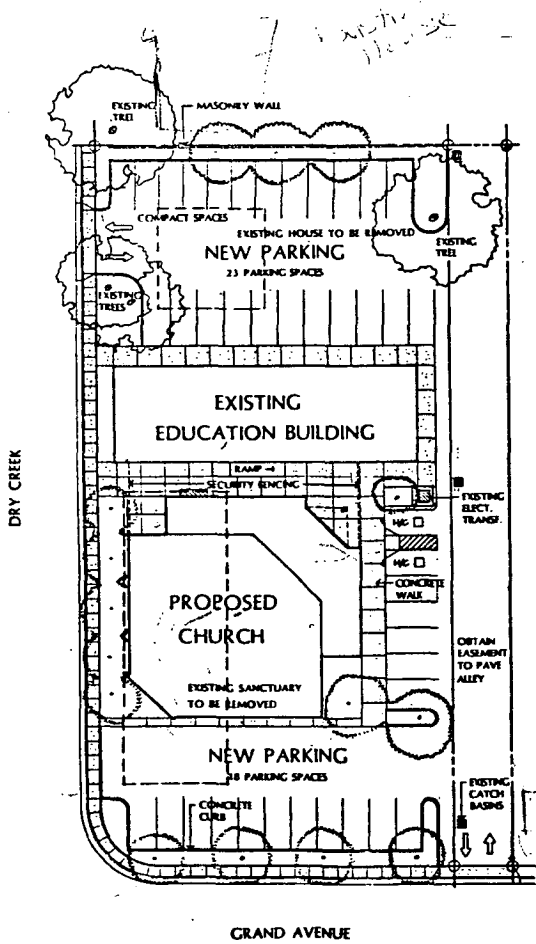 Existing
House
EXISTING
TREE
MASONRY WALL
COMPACT SPACES
EXISTING HOUSE TO BE REMOVED
NEW PARKING
23 PARKING SPACES
EXISTING
TREE
EXISTING
TREES
EXISTING
EDUCATION BUILDING
RAMP
SECURITY FENCING
EXISTING
ELECT.
TRANSF.
H/C
H/C
CONCRETE
WALK
DRY CREEK
PROPOSED
CHURCH
OBTAIN
EASEMENT
TO PAVE
ALLEY
EXISTING SANCTUARY
TO BE REMOVED
NEW PARKING
18 PARKING SPACES
EXISTING
CATCH
BASINS
CONCRETE
CURB
GRAND AVENUE